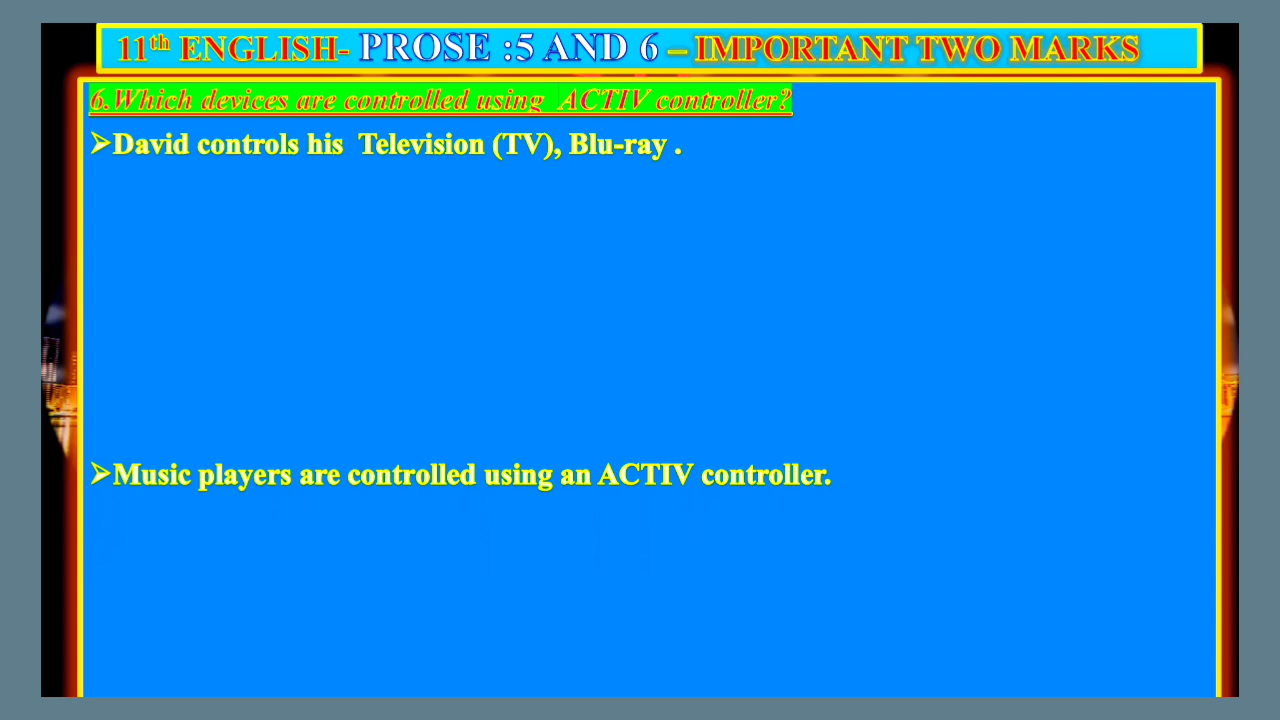 11th ENGLISH- PROSE :5 AND 6 – IMPORTANT TWO MARKS
6.Which devices are controlled using ACTIV controller?
➢David controls his Television (TV), Blu-ray .
➢Music players are controlled using an ACTIV controller.